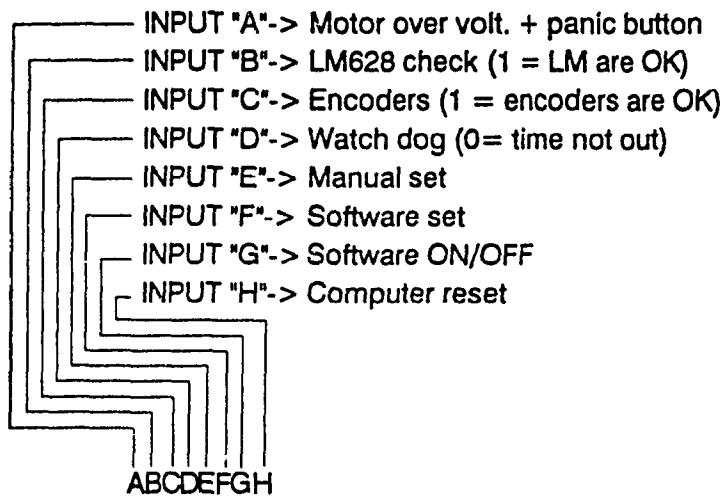 INPUT "A"-> Motor over volt. + panic button
INPUT "B"-> LM628 check (1 = LM are OK)
INPUT "C"-> Encoders (1 = encoders are OK)
INPUT "D"-> Watch dog (0= time not out)
INPUT "E"-> Manual set
INPUT "F"-> Software set
INPUT "G"-> Software ON/OFF
INPUT "H"-> Computer reset
ABCDEFGH